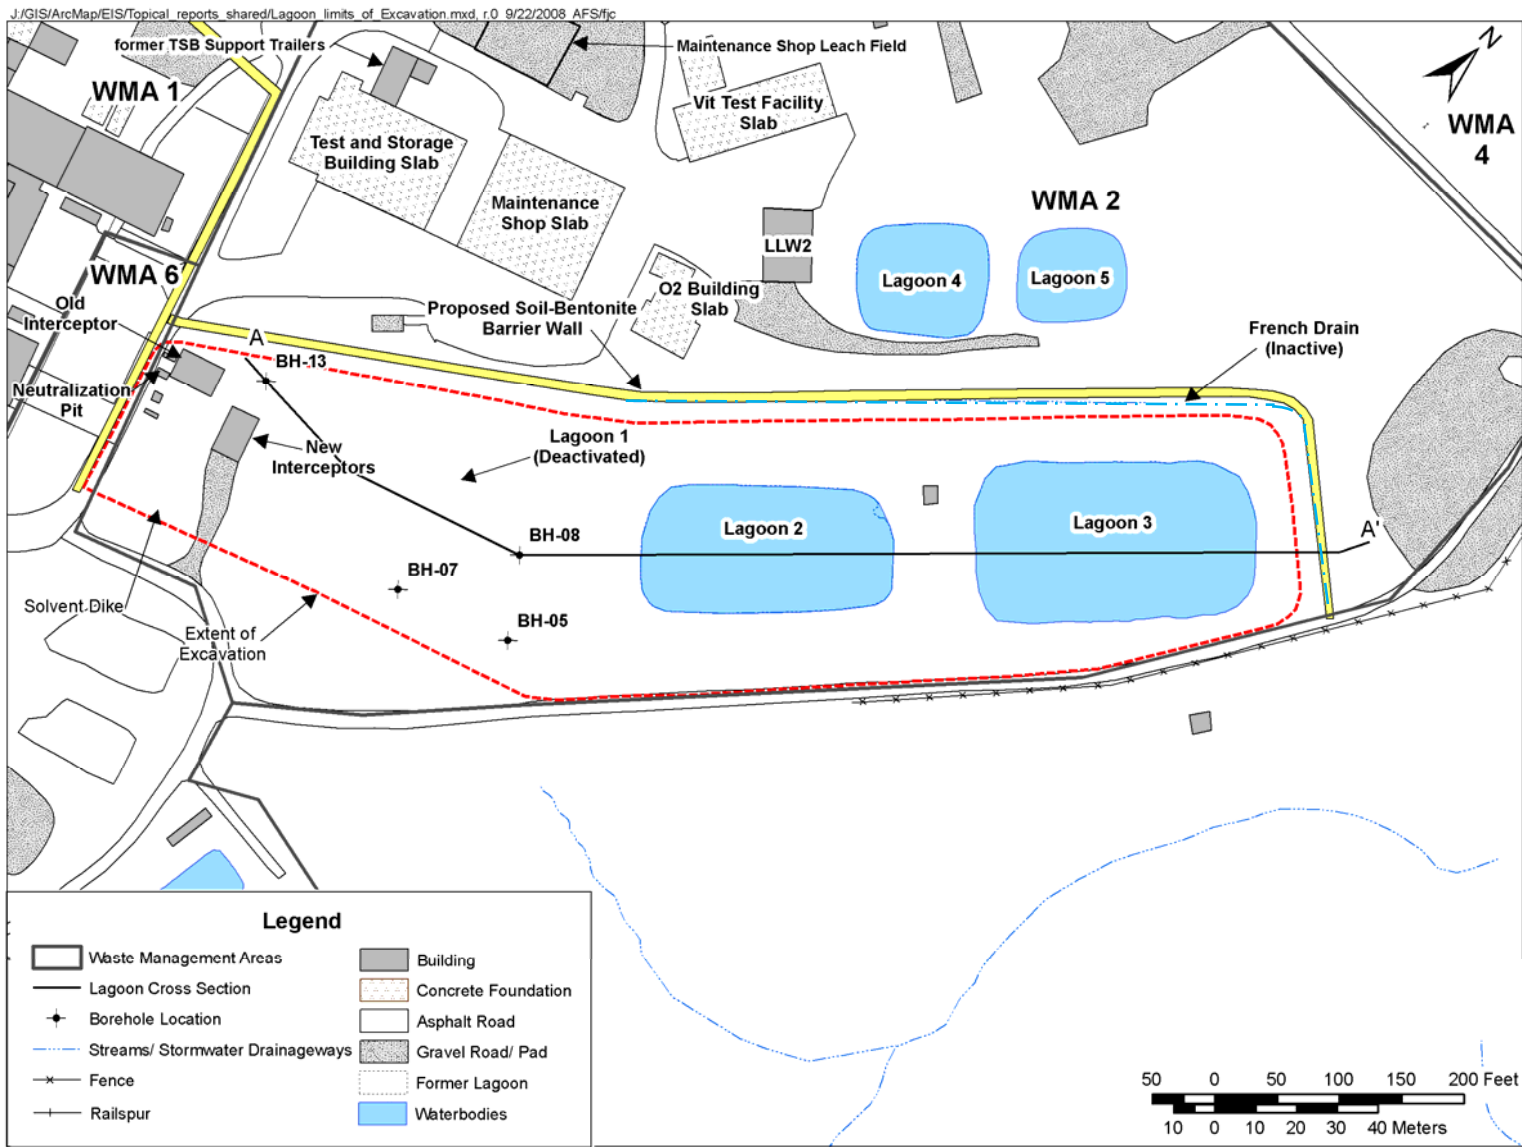 J:/GIS/ArcMap/EIS/Topical_reports_shared/Lagoon_limits_of_Excavation.mxd, r.0 9/22/2008 AFS/fjc
former TSB Support Trailers
Maintenance Shop Leach Field
N
WMA 1
Vit Test Facility
Slab
WMA
4
Test and Storage
Building Slab
Maintenance
Shop Slab
WMA 2
LLW2
WMA 6
Lagoon 4
Lagoon 5
O2 Building
Slab
Old
Interceptor
Proposed Soil-Bentonite
Barrier Wall
French Drain
(Inactive)
A
BH-13
Neutralization
Pit
New
Interceptors
Lagoon 1
(Deactivated)
Lagoon 2
Lagoon 3
A'
BH-08
BH-07
BH-05
Solvent Dike
Extent of
Excavation
Legend
Waste Management Areas
Lagoon Cross Section
Borehole Location
Streams/ Stormwater Drainageways
Fence
Railspur
Building
Concrete Foundation
Asphalt Road
Gravel Road/ Pad
Former Lagoon
Waterbodies
50 0 50 100 150 200 Feet
10 0 10 20 30 40 Meters